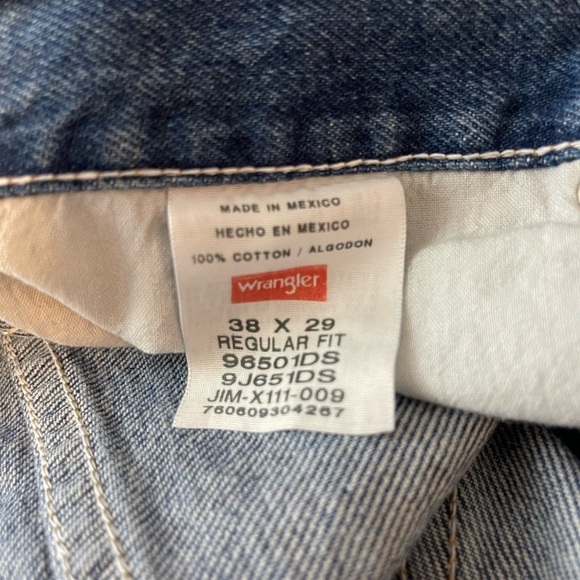 MADE IN MEXICO
HECHO EN MEXICO
100% COTTON / ALGODON
Wrangler
38 X 29
REGULAR FIT
96501DS
9J651DS
JIM-X111-009
760609304267